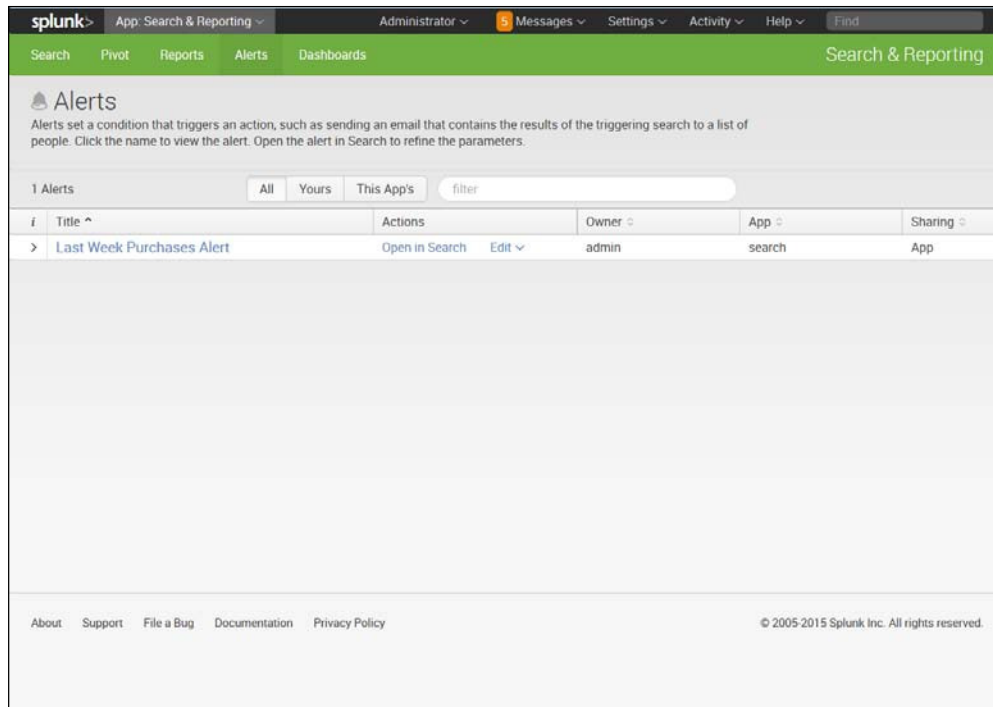 splunk> App: Search & Reporting Administrator 5 Messages Settings Activity Help Find
Search Pivot Reports Alerts Dashboards Search & Reporting
Alerts
Alerts set a condition that triggers an action, such as sending an email that contains the results of the triggering search to a list of
people. Click the name to view the alert. Open the alert in Search to refine the parameters.
1 Alerts All Yours This App's filter
i Title Actions Owner App Sharing
> Last Week Purchases Alert Open in Search Edit admin search App
About Support File a Bug Documentation Privacy Policy © 2005-2015 Splunk Inc. All rights reserved.